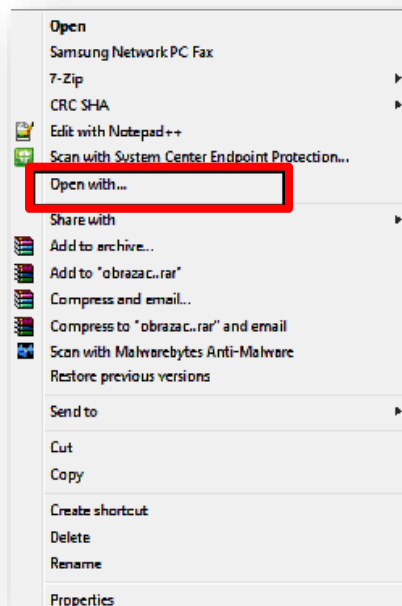 Open
Samsung Network PC Fax
7-Zip
CRC SHA
Edit with Notepad++
Scan with System Center Endpoint Protection...
Open with...
Share with
Add to archive...
Add to "obrazac..rar"
Compress and email...
Compress to "obrazac..rar" and email
Scan with Malwarebytes Anti-Malware
Restore previous versions
Send to
Cut
Copy
Create shortcut
Delete
Rename
Properties